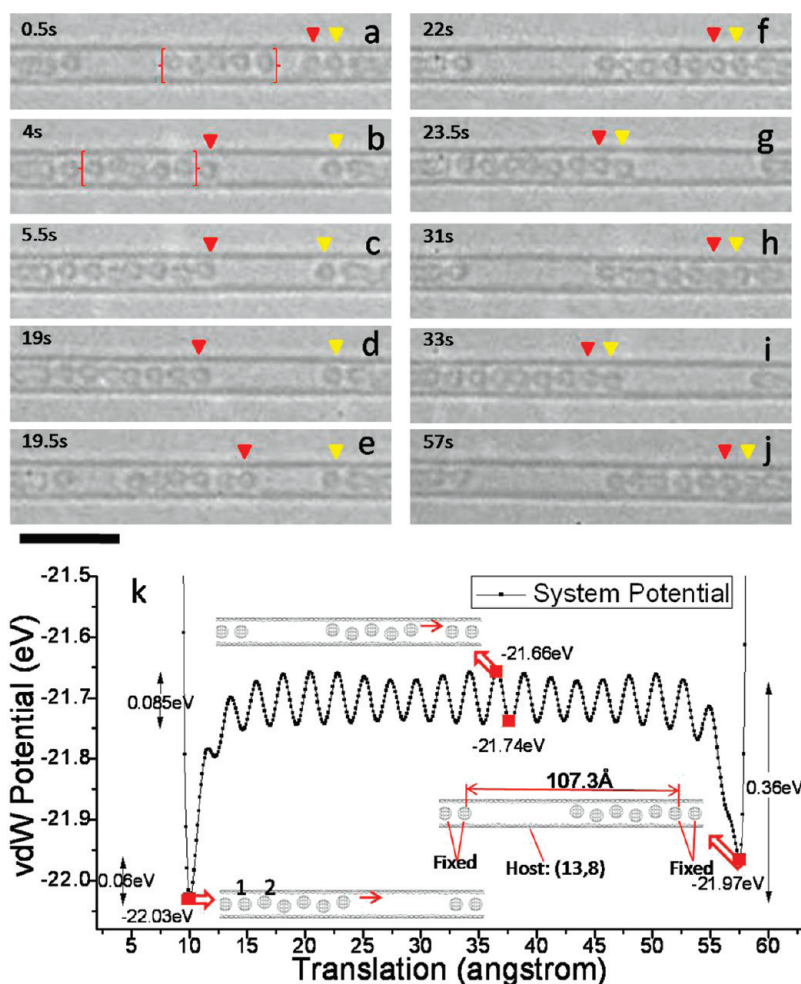 0.5s
a
22s
f
4s
b
23.5s
g
5.5s
c
31s
h
19s
d
33s
i
19.5s
e
57s
j
k
System Potential
vdW Potential (eV)
-21.5
-21.6
-21.7
-21.8
-21.9
-22.0
0.085eV
0.06eV
0.36eV
-21.66eV
-21.74eV
107.3Å
Fixed
Host: (13,8)
Fixed
-21.97eV
1 2
-22.03eV
5 10 15 20 25 30 35 40 45 50 55 60
Translation (angstrom)